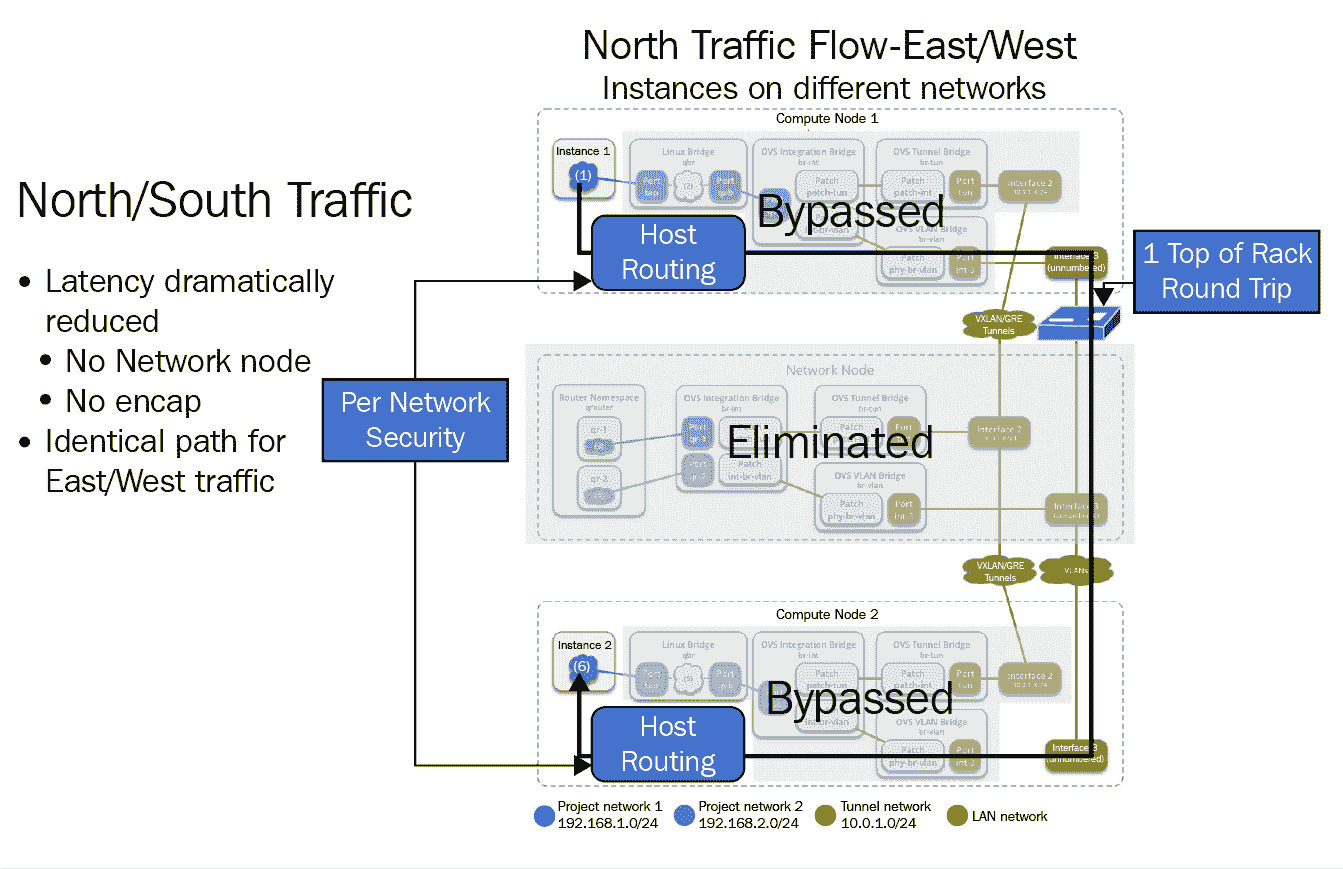 North Traffic Flow-East/West
Instances on different networks
North/South Traffic
• Latency dramatically
reduced
• No Network node
• No encap
• Identical path for
East/West traffic
Per Network
Security
Compute Node 1
Instance 1
(1)
Linux Bridge
qbr
OVS Integration Bridge
br-int
OVS Tunnel Bridge
br-tun
Patch
patch-tun
Patch
patch-int
Port
tun
Interface 2
Bypassed
OVS VLAN Bridge
br-vlan
int-br-vlan
Patch
phy-br-vlan
Port
int-3
Interface 3
(unnumbered)
Host
Routing
1 Top of Rack
Round Trip
VXLAN/GRE
Tunnels
Network Node
Router Namespace
qrouter
qr-1
qr-2
OVS Integration Bridge
br-int
Port
Port
Patch
int-br-vlan
OVS Tunnel Bridge
br-tun
Patch
Port
Interface 2
Eliminated
OVS VLAN Bridge
br-vlan
Patch
phy-br-vlan
Port
int-3
Interface 3
VXLAN/GRE
Tunnels
VLANs
Compute Node 2
Instance 2
(6)
Linux Bridge
qbr
Port
Port
OVS Integration Bridge
br-int
OVS Tunnel Bridge
br-tun
Patch
patch-tun
Patch
patch-int
Port
tun
Interface 2
Bypassed
OVS VLAN Bridge
br-vlan
int-br-vlan
Patch
phy-br-vlan
Port
int-3
Interface 3
(unnumbered)
Host
Routing
Project network 1
192.168.1.0/24
Project network 2
192.168.2.0/24
Tunnel network
10.0.1.0/24
LAN network